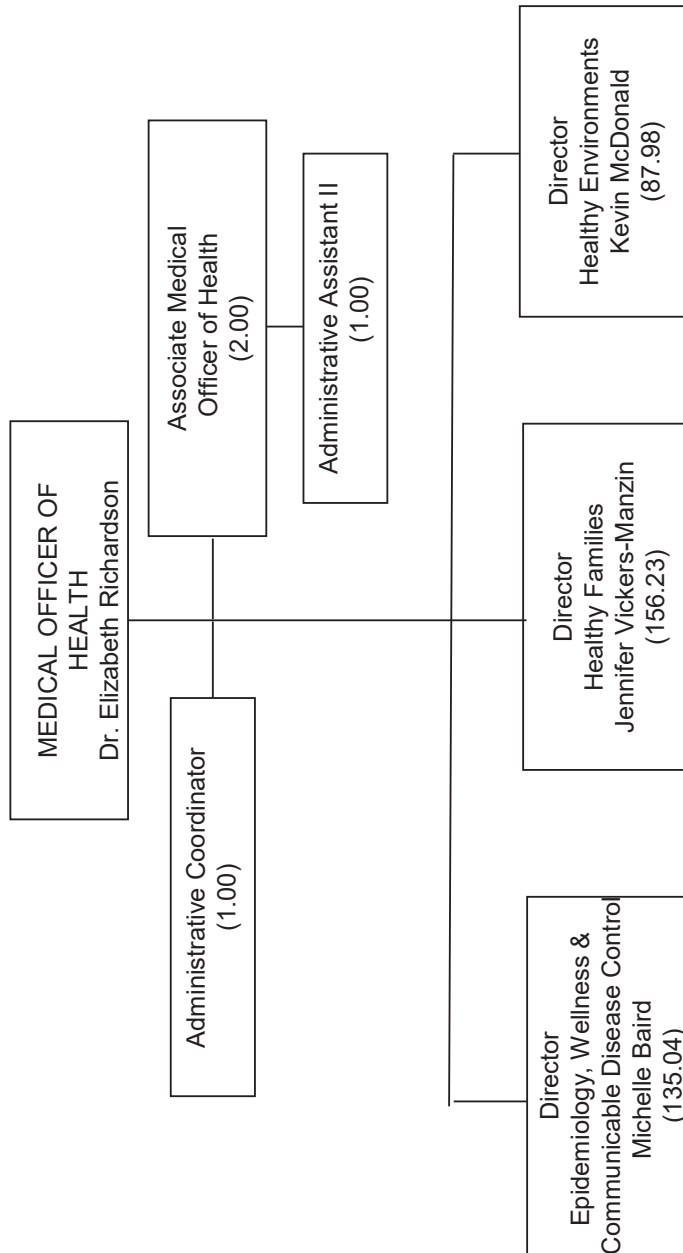 MEDICAL OFFICER OF
HEALTH
Dr. Elizabeth Richardson
Administrative Coordinator
(1.00)
Associate Medical
Officer of Health
(2.00)
Administrative Assistant II
(1.00)
Director
Epidemiology, Wellness &
Communicable Disease Control
Michelle Baird
(135.04)
Director
Healthy Families
Jennifer Vickers-Manzin
(156.23)
Director
Healthy Environments
Kevin McDonald
(87.98)